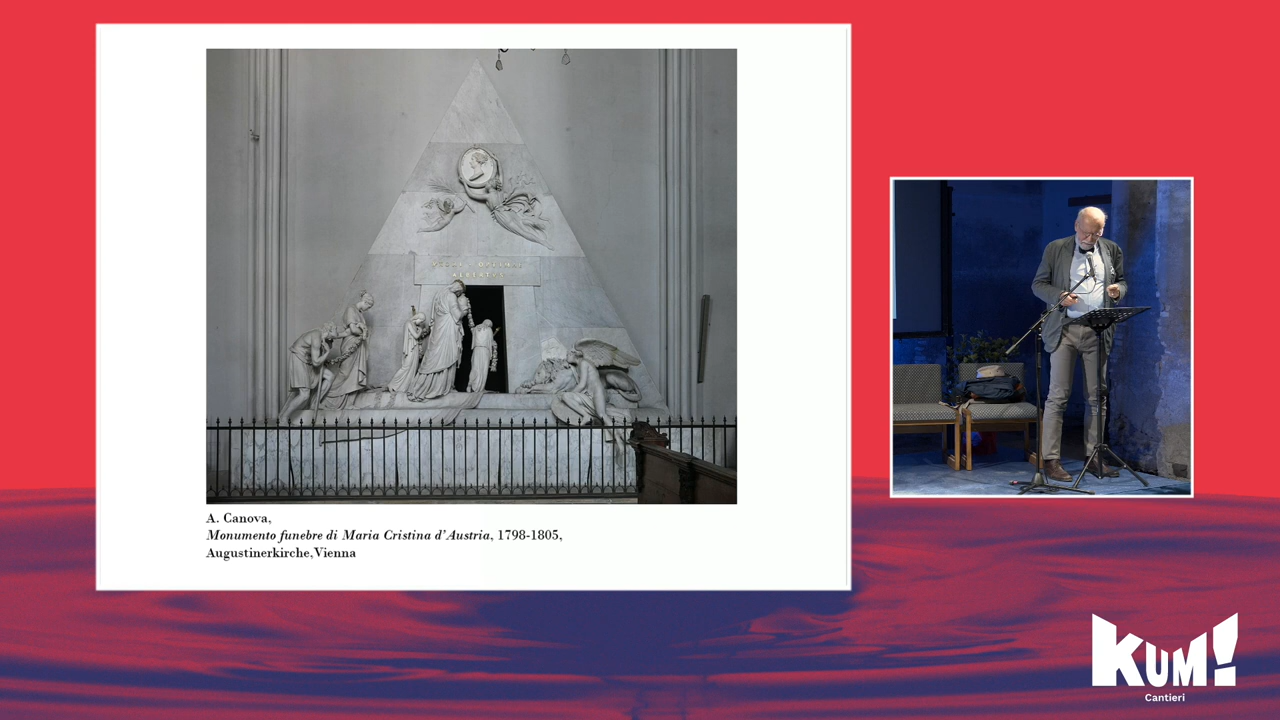 A. Canova,
Monumento funebre di Maria Cristina d'Austria, 1798-1805,
Augustinerkirche,Vienna
KUM!
Cantieri